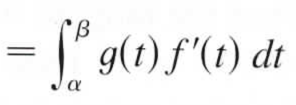 = ∫_α^β g(t) f'(t) dt